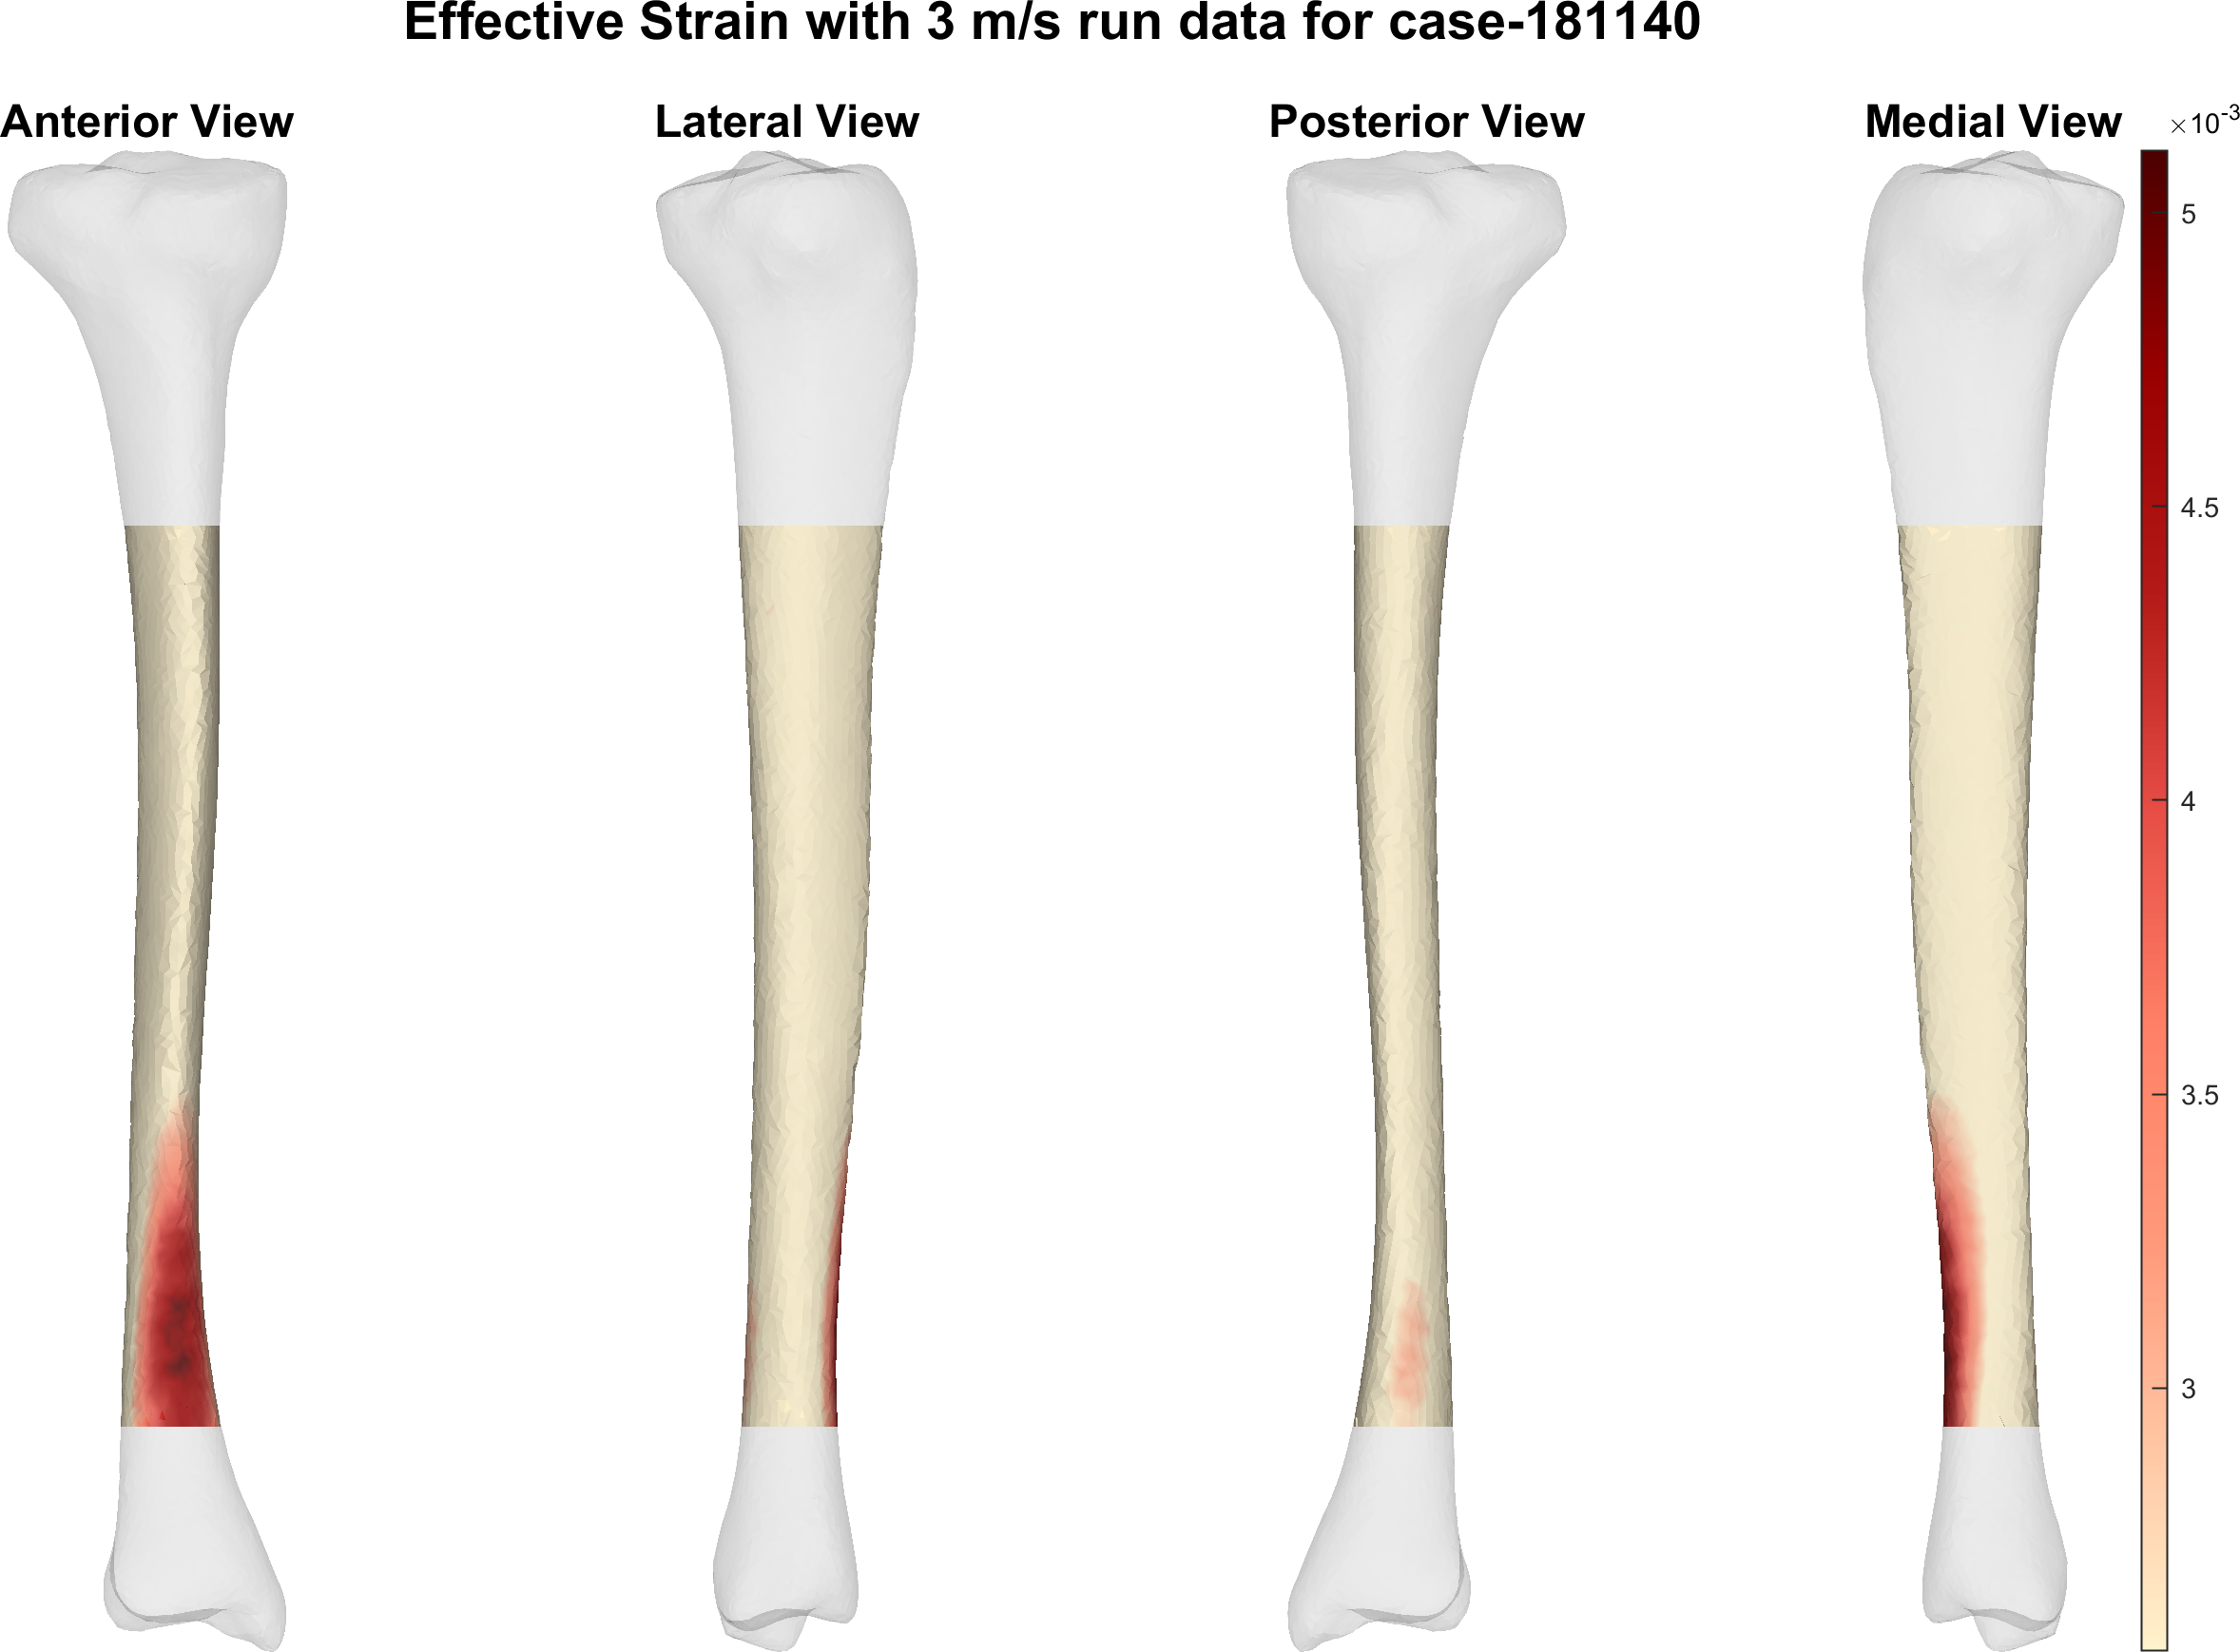 Effective Strain with 3 m/s run data for case-181140
Anterior View
Lateral View
Posterior View
Medial View
×10-3
5
4.5
4
3.5
3